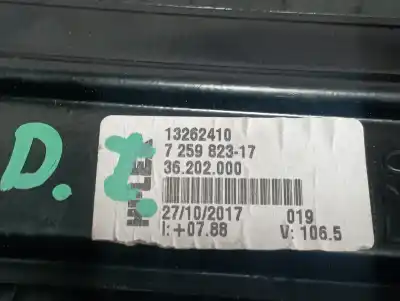 13262410
7 259 823-17
36.202.000
27/10/2017 019
I: +07.88 V: 106.5
D. t.